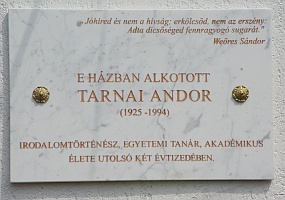 Jóhíred és nem a hívság; erkölcsöd, nem az erszény:
Adta dicsőséged fennragyogó sugarát."
Weöres Sándor
E HÁZBAN ALKOTOTT
TARNAI ANDOR
(1925 -1994)
IRODALOMTÖRTÉNÉSZ, EGYETEMI TANÁR, AKADÉMIKUS
ÉLETE UTOLSÓ KÉT ÉVTIZEDÉBEN.